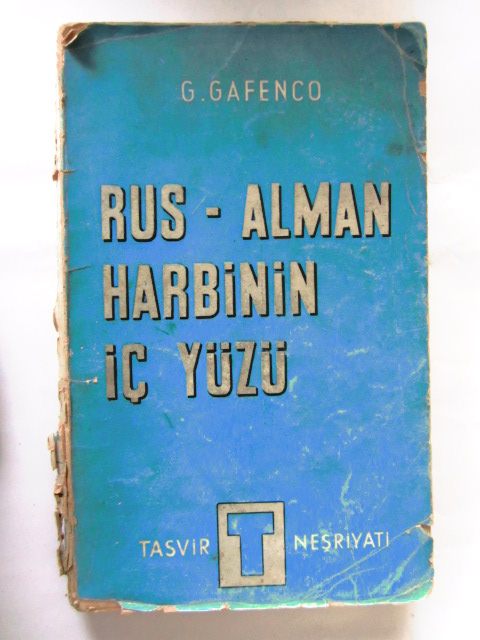 G. GAFENCO
RUS - ALMAN
HARBİNİN
İÇ YÜZÜ
TASVİR T NEŞRİYATI